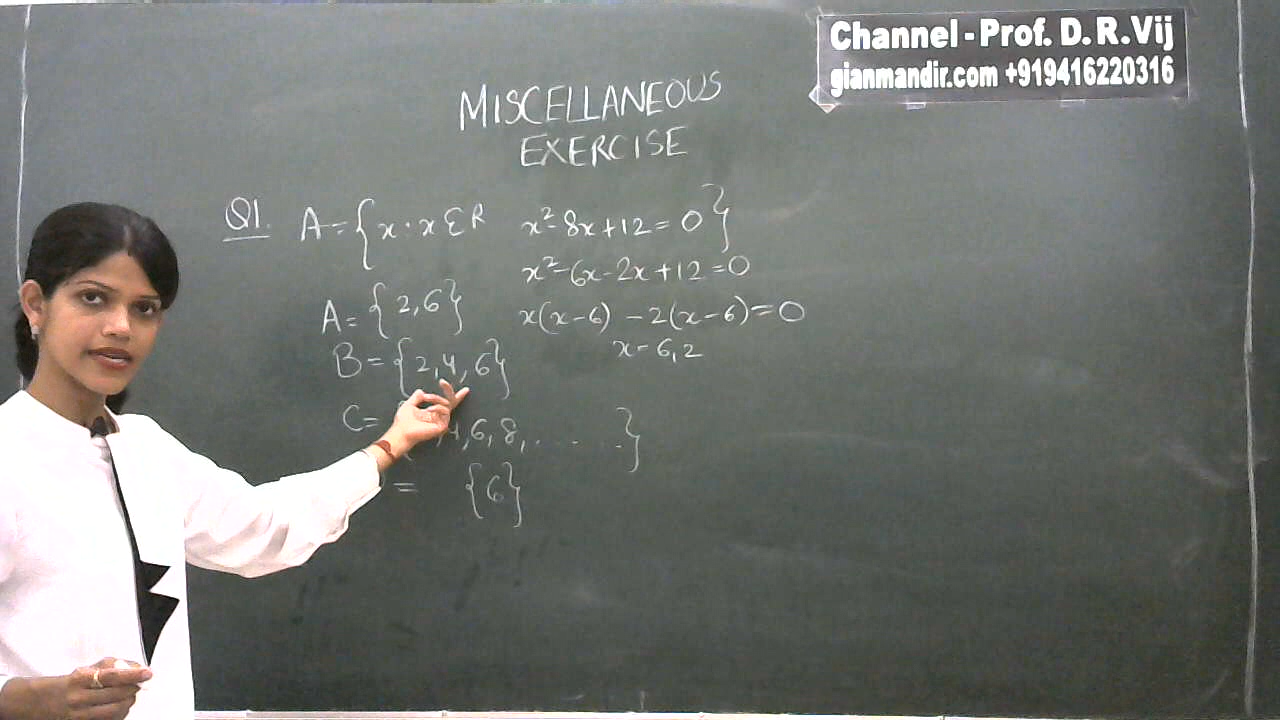 Channel - Prof. D. R. Vij
gianmandir.com +919416220316
MISCELLANEOUS
EXERCISE
Q1. A = { x : x ∈ R x² - 8x + 12 = 0 }
x² - 6x - 2x + 12 = 0
A = { 2, 6 } x(x - 6) - 2(x - 6) = 0
x = 6, 2
B = { 2, 4, 6 }
C = { , 4, 6, 8, . . . . . }
= { 6 }